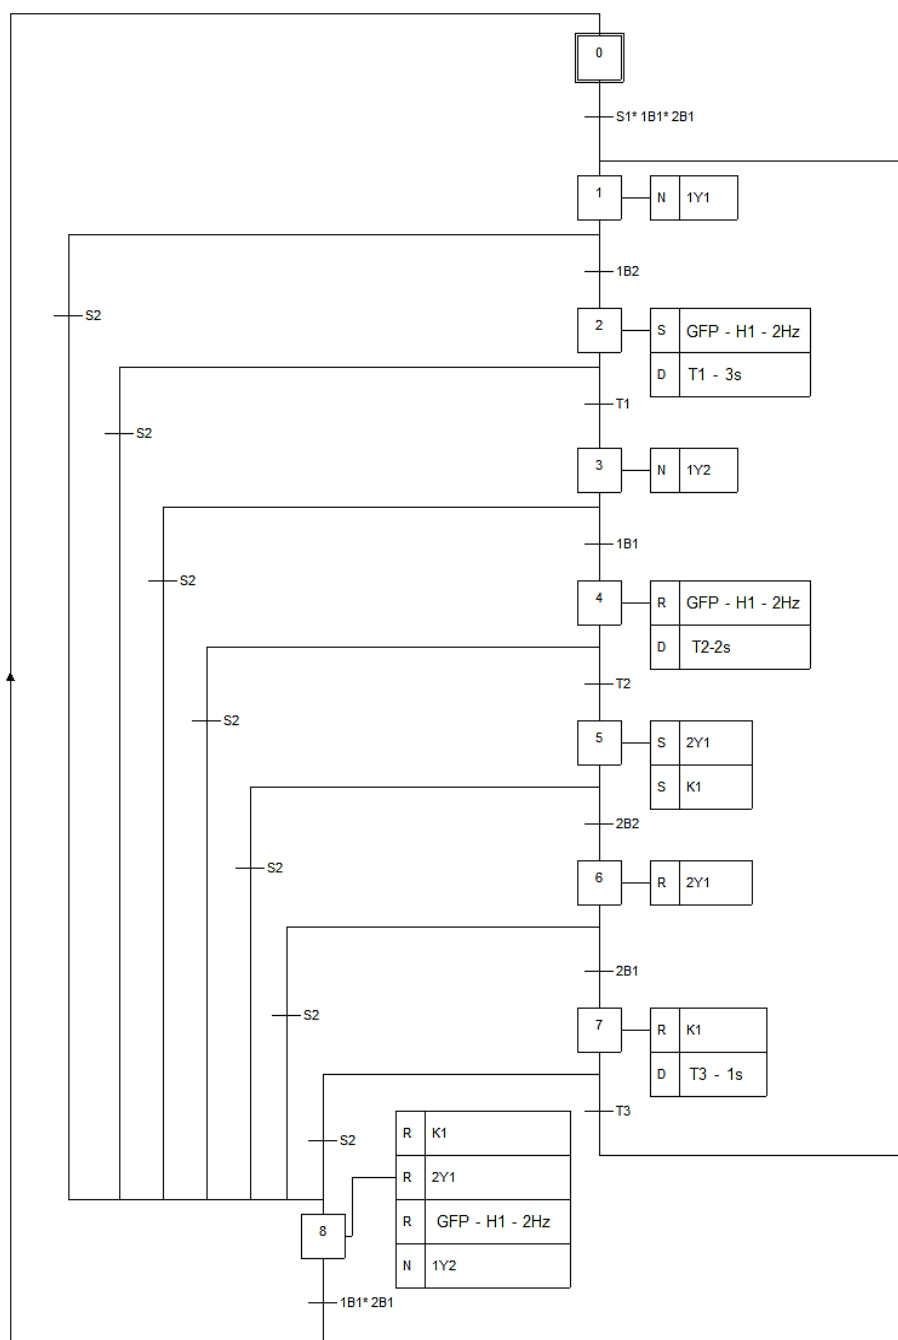 0
S1* 1B1* 2B1
1
N 1Y1
1B2
S2
2
S GFP - H1 - 2Hz
D T1 - 3s
T1
S2
3
N 1Y2
1B1
S2
4
R GFP - H1 - 2Hz
D T2-2s
T2
S2
5
S 2Y1
S K1
2B2
S2
6
R 2Y1
2B1
S2
7
R K1
D T3 - 1s
T3
S2
R K1
R 2Y1
8
R GFP - H1 - 2Hz
N 1Y2
1B1* 2B1